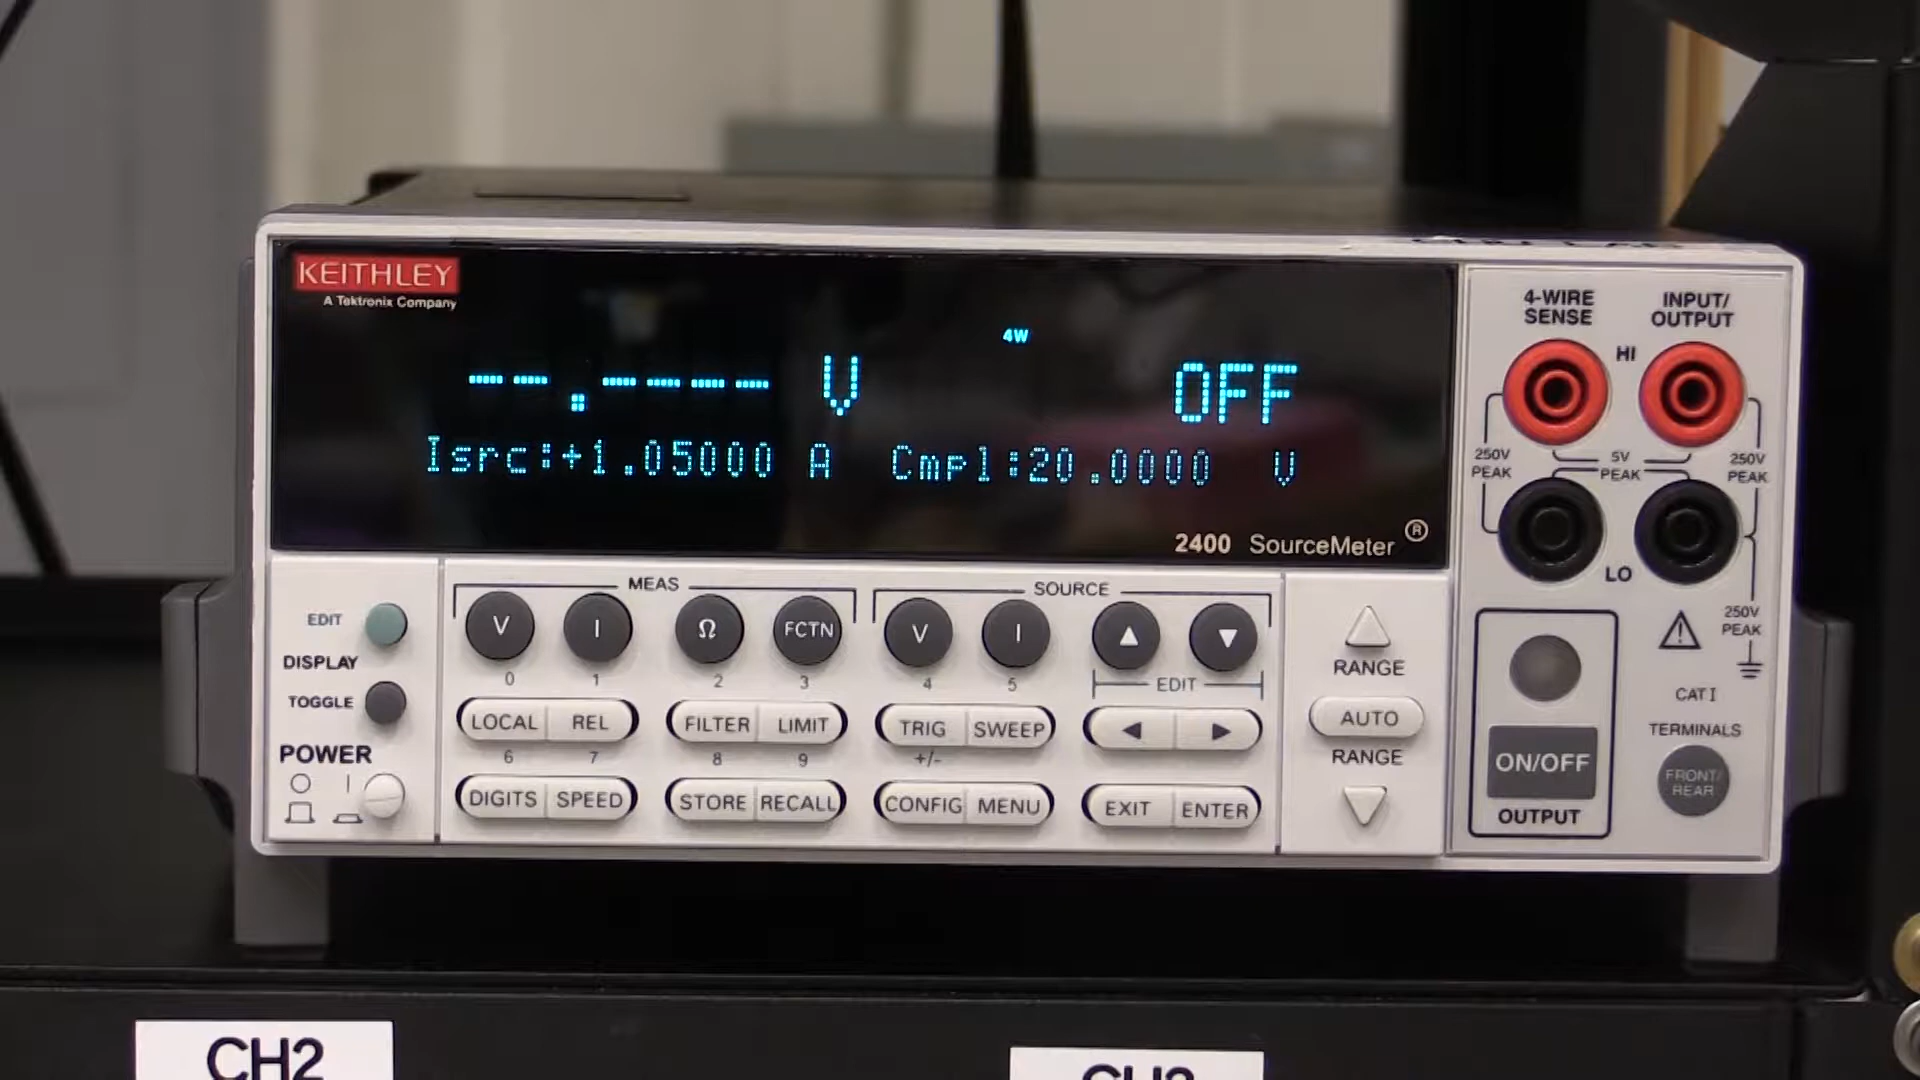 KEITHLEY
A Tektronix Company
4W
--.---- V OFF
Isrc:+1.05000 A Cmpl:20.0000 V
2400 SourceMeter ®
4-WIRE SENSE
INPUT/ OUTPUT
HI
250V PEAK
5V PEAK
250V PEAK
LO
250V PEAK
CAT I
TERMINALS
FRONT/ REAR
ON/OFF
OUTPUT
EDIT
DISPLAY
TOGGLE
POWER
MEAS
V I Ω FCTN
0 1 2 3
LOCAL REL FILTER LIMIT
6 7 8 9
DIGITS SPEED STORE RECALL
SOURCE
V I ▲ ▼
4 5 EDIT
TRIG SWEEP ◀ ▶
+/-
CONFIG MENU EXIT ENTER
RANGE
AUTO
RANGE
CH2